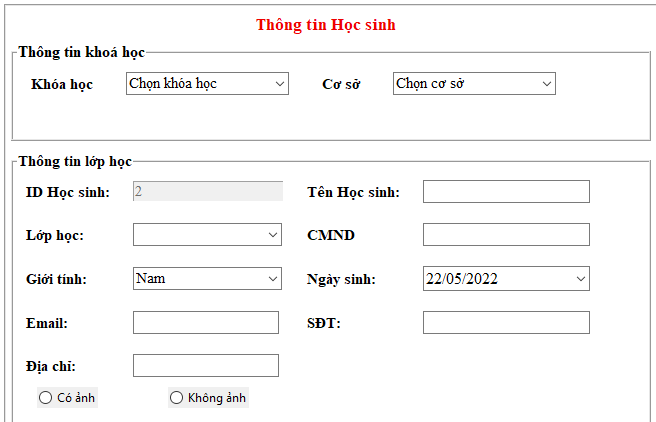 Thông tin Học sinh
Thông tin khoá học
Khóa học Chọn khóa học Cơ sở Chọn cơ sở
Thông tin lớp học
ID Học sinh: 2 Tên Học sinh:
Lớp học: CMND
Giới tính: Nam Ngày sinh: 22/05/2022
Email: SĐT:
Địa chỉ:
Có ảnh Không ảnh